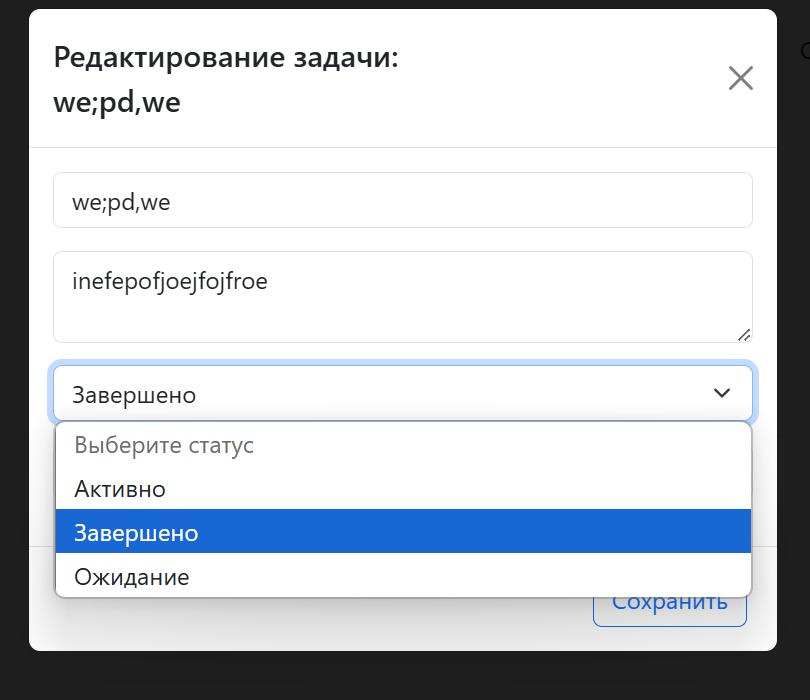 Редактирование задачи:
we;pd,we
we;pd,we
inefepofjoejfojfroe
Завершено
Выберите статус
Активно
Завершено
Ожидание
Сохранить